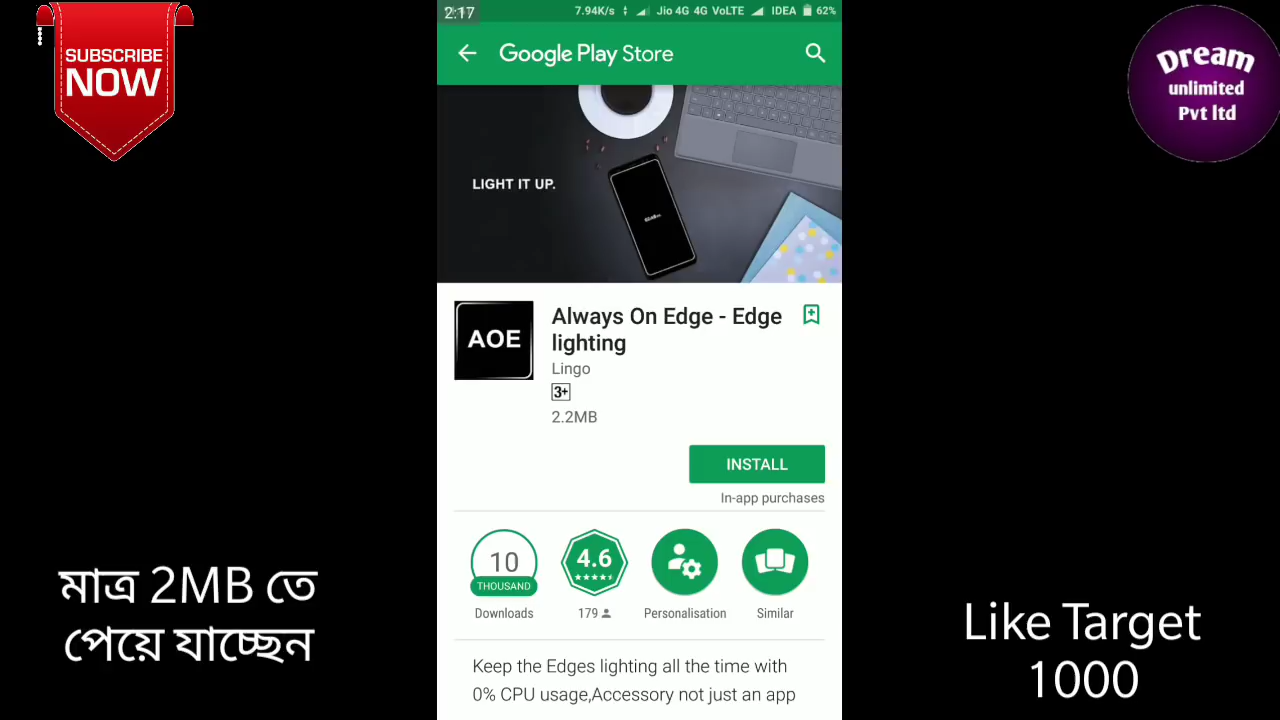 SUBSCRIBE
NOW
2:17
7.94K/s Jio 4G 4G VoLTE IDEA 62%
Google Play Store
Dream
unlimited
Pvt ltd
LIGHT IT UP.
AOE
Always On Edge - Edge
lighting
Lingo
3+
2.2MB
INSTALL
In-app purchases
10
THOUSAND
Downloads
4.6
179
Personalisation
Similar
Keep the Edges lighting all the time with
0% CPU usage,Accessory not just an app
মাত্র 2MB তে
পেয়ে যাচ্ছেন
Like Target
1000